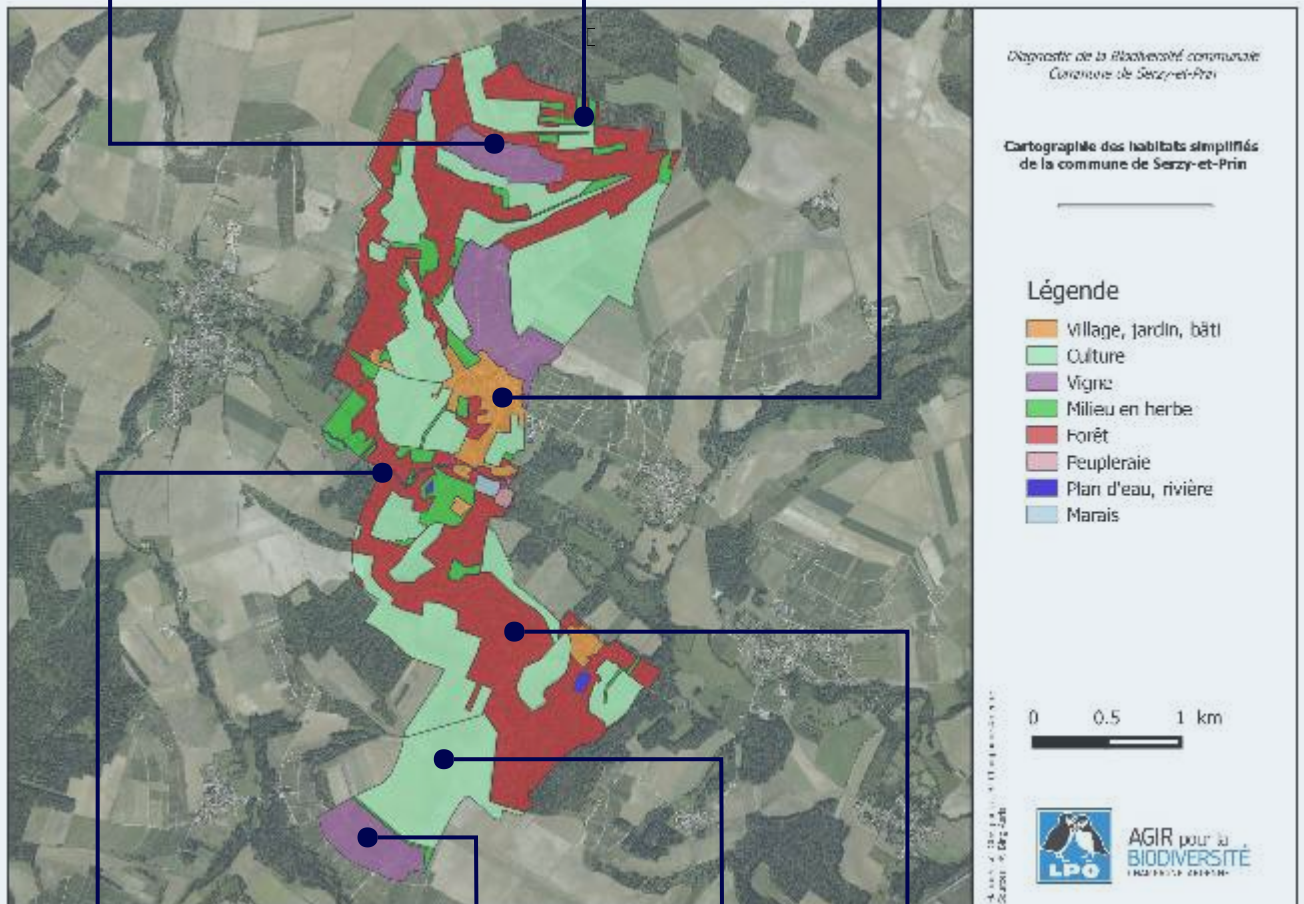 Diagnostic de la Biodiversité communale
Commune de Serzy-et-Prin
Cartographie des habitats simplifiés
de la commune de Serzy-et-Prin
Légende
Village, jardin, bâti
Culture
Vigne
Milieu en herbe
Forêt
Peupleraie
Plan d'eau, rivière
Marais
0 0.5 1 km
AGIR pour la
BIODIVERSITÉ
CHAMPAGNE-ARDENNE
LPO